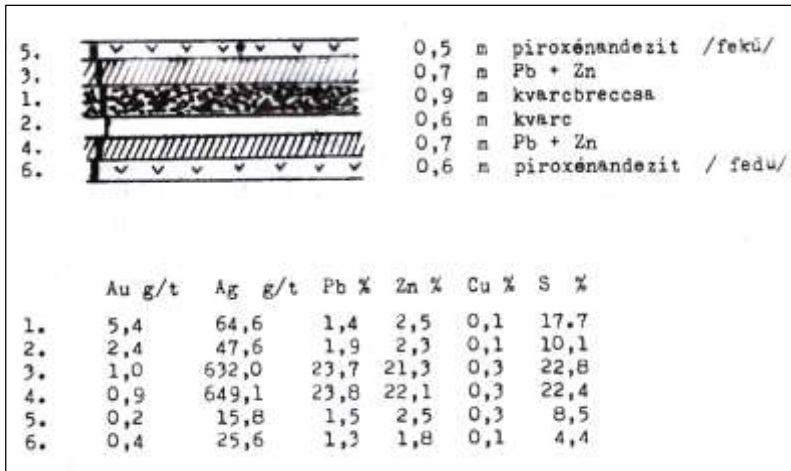 5. 0,5 m piroxénandezit /fekü/
3. 0,7 m Pb + Zn
1. 0,9 m kvarcbreccsa
2. 0,6 m kvarc
4. 0,7 m Pb + Zn
6. 0,6 m piroxénandezit / fedü/
Au g/t Ag g/t Pb % Zn % Cu % S %
1. 5,4 64,6 1,4 2,5 0,1 17.7
2. 2,4 47,6 1,9 2,3 0,1 10,1
3. 1,0 632,0 23,7 21,3 0,3 22,8
4. 0,9 649,1 23,8 22,1 0,3 22,4
5. 0,2 15,8 1,5 2,5 0,3 8,5
6. 0,4 25,6 1,3 1,8 0,1 4,4